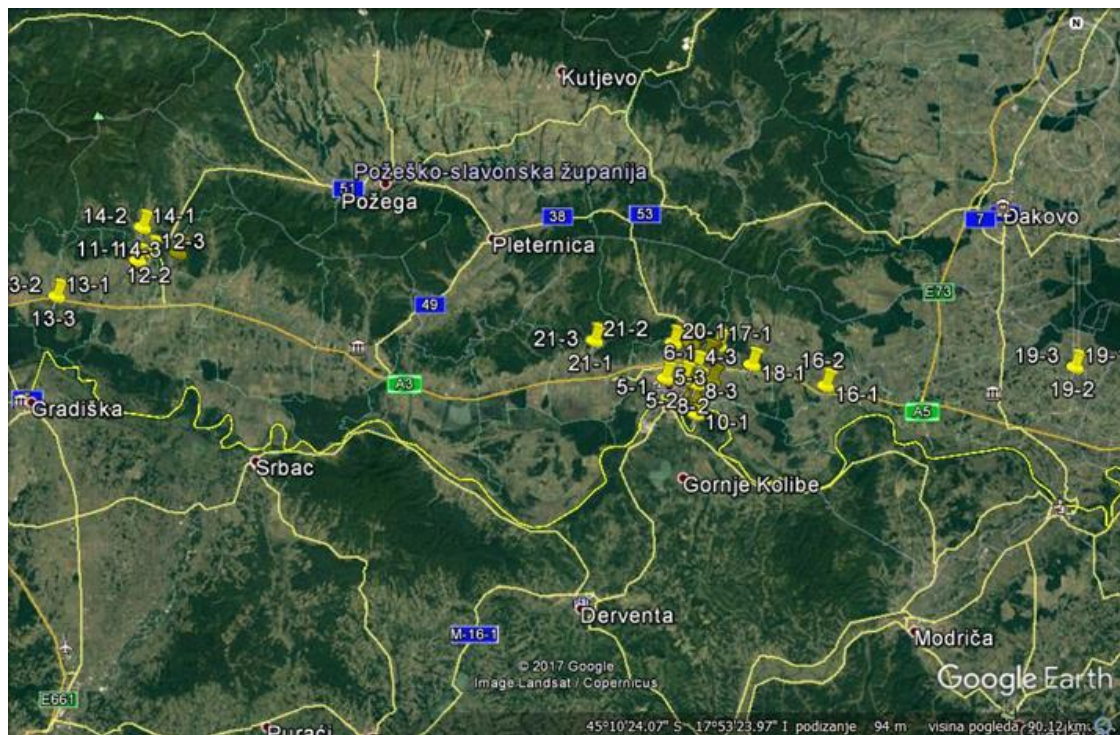 N
Kutjevo
Požeško-slavonska županija
51
Požega
7
Đakovo
38
53
14-2
14-1
Pleternica
11-1
14-3
12-3
12-2
13-1
E73
13-3
49
21-3
21-2
20-1
17-1
21-1
6-1
4-3
16-2
19-3
18-1
A3
5-1
5-3
8-3
16-1
19-2
5-2
8-2
A5
Gradiška
10-1
Srbac
Gornje Kolibe
Derventa
M-16-1
Modriča
© 2017 Google
Image Landsat / Copernicus
Google Earth
E661
45°10'24.07" S 17°53'23.97" I podizanje 94 m visina pogleda 90.12 km